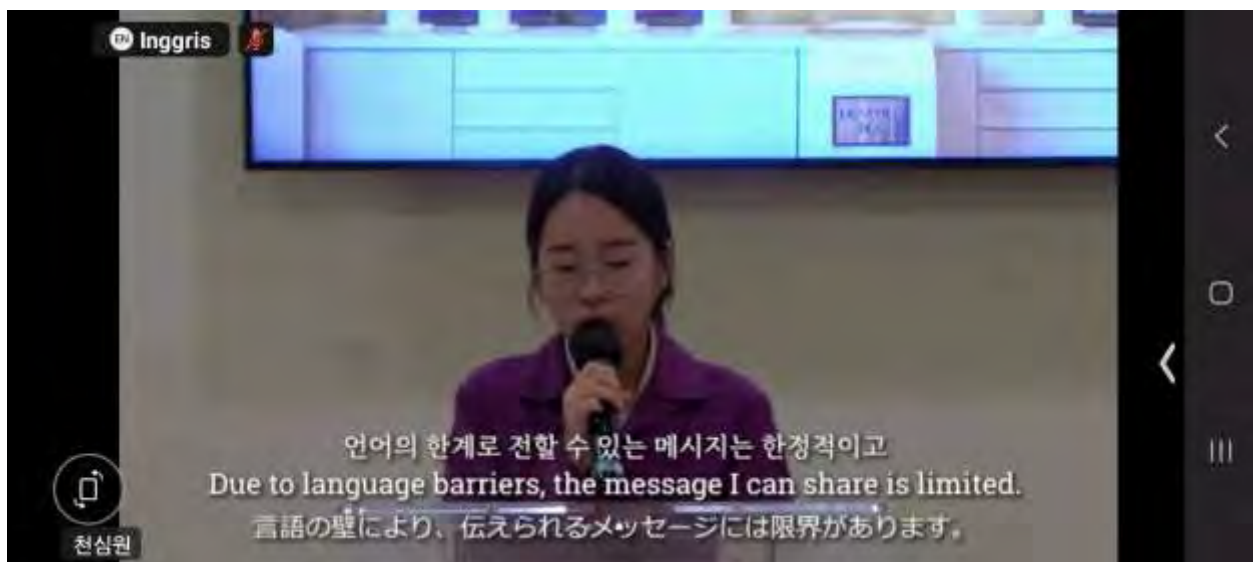 EN Inggris
언어의 한계로 전할 수 있는 메시지는 한정적이고
Due to language barriers, the message I can share is limited.
言語の壁により、伝えられるメッセージには限界があります。
천심원